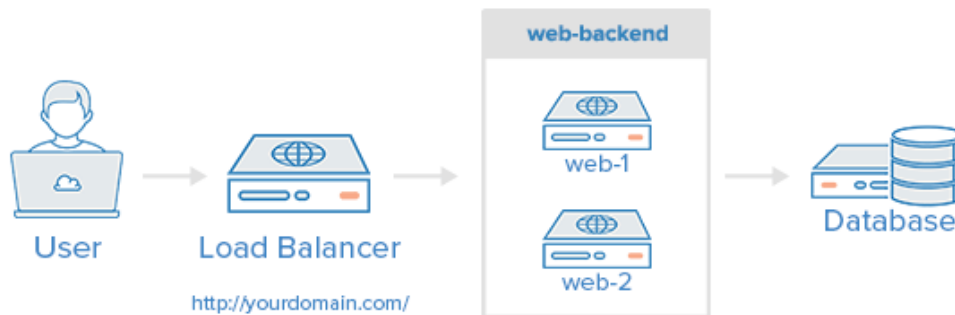 web-backend
web-1
User
Load Balancer
web-2
Database
http://yourdomain.com/